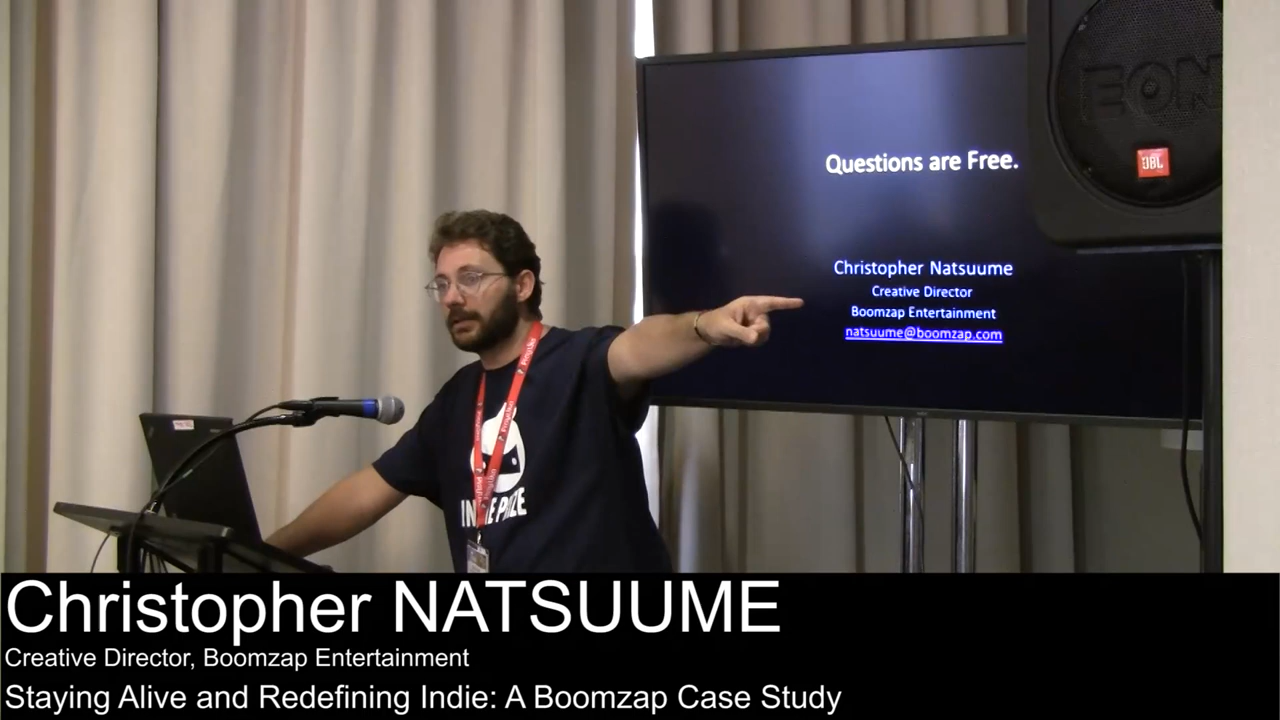 Questions are Free.
EON
JBL
Christopher Natsuume
Creative Director
Boomzap Entertainment
natsuume@boomzap.com
Christopher NATSUUME
Creative Director, Boomzap Entertainment
Staying Alive and Redefining Indie: A Boomzap Case Study